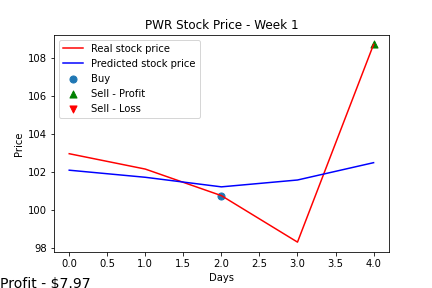 PWR Stock Price - Week 1
Real stock price
Predicted stock price
Buy
Sell - Profit
Sell - Loss
Price
108
106
104
102
100
98
0.0 0.5 1.0 1.5 2.0 2.5 3.0 3.5 4.0
Days
Profit - $7.97